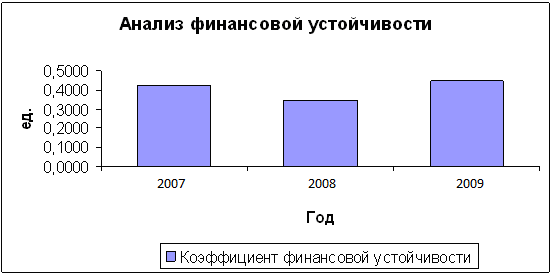 Анализ финансовой устойчивости
0,5000
0,4000
0,3000
0,2000
0,1000
0,0000
ед.
2007 2008 2009
Год
Коэффициент финансовой устойчивости